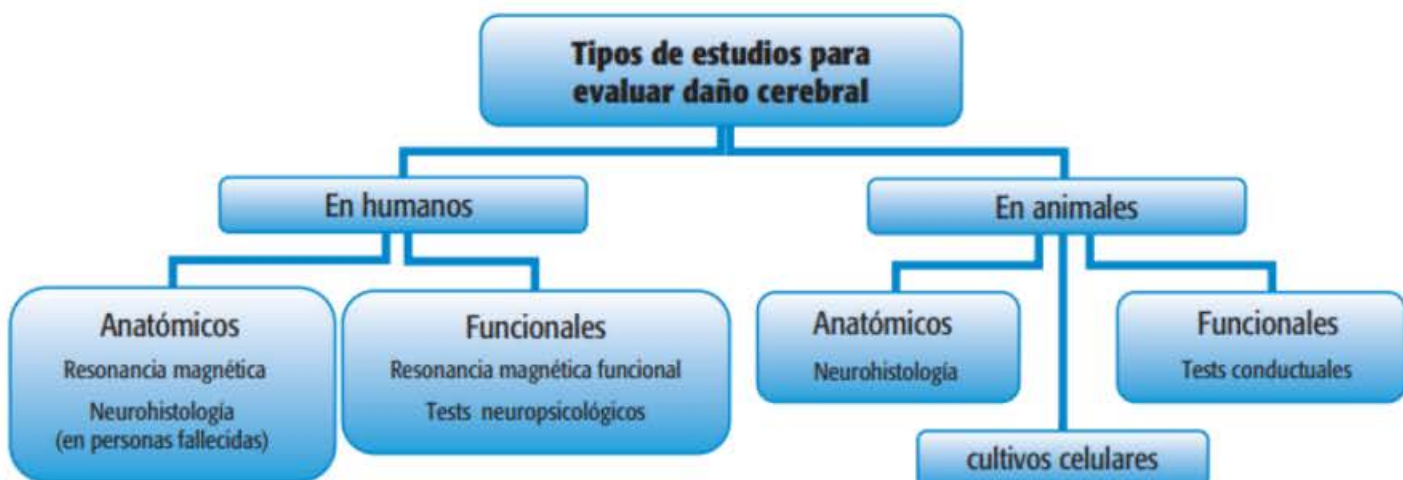 Tipos de estudios para
evaluar daño cerebral
En humanos
En animales
Anatómicos
Resonancia magnética
Neurohistología
(en personas fallecidas)
Funcionales
Resonancia magnética funcional
Tests neuropsicológicos
Anatómicos
Neurohistología
Funcionales
Tests conductuales
cultivos celulares